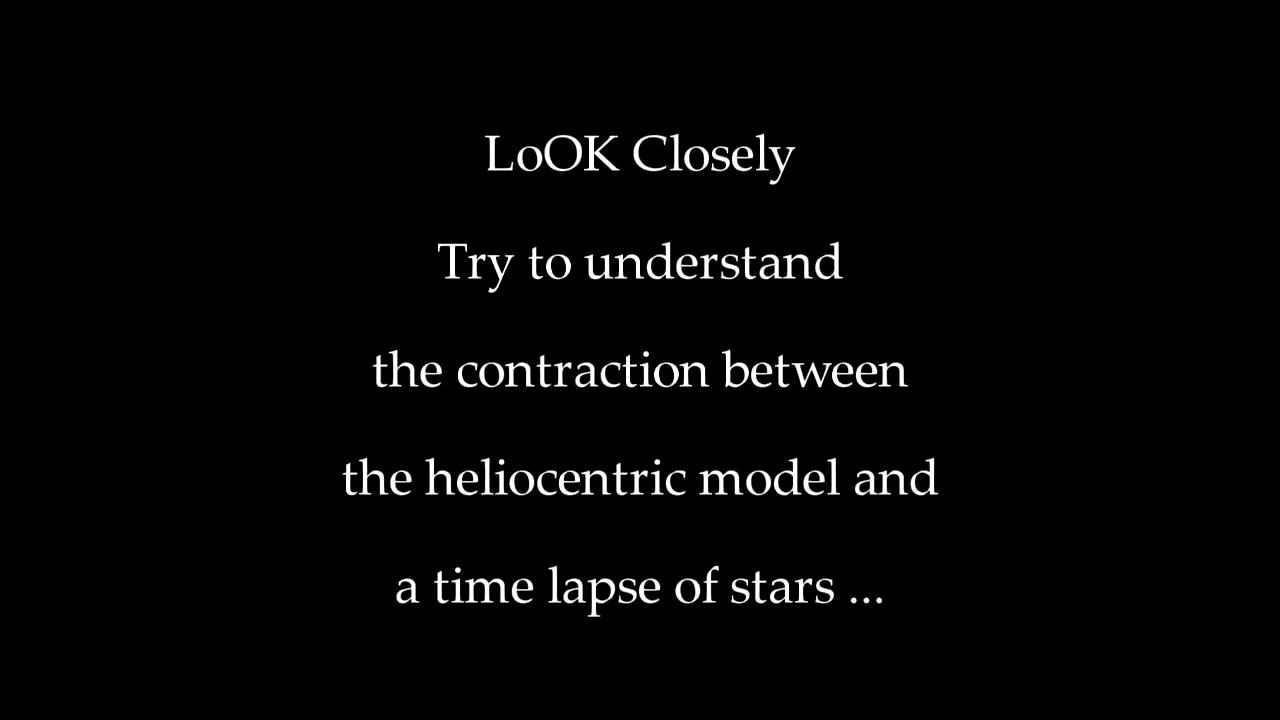 LoOK Closely
Try to understand
the contraction between
the heliocentric model and
a time lapse of stars ...